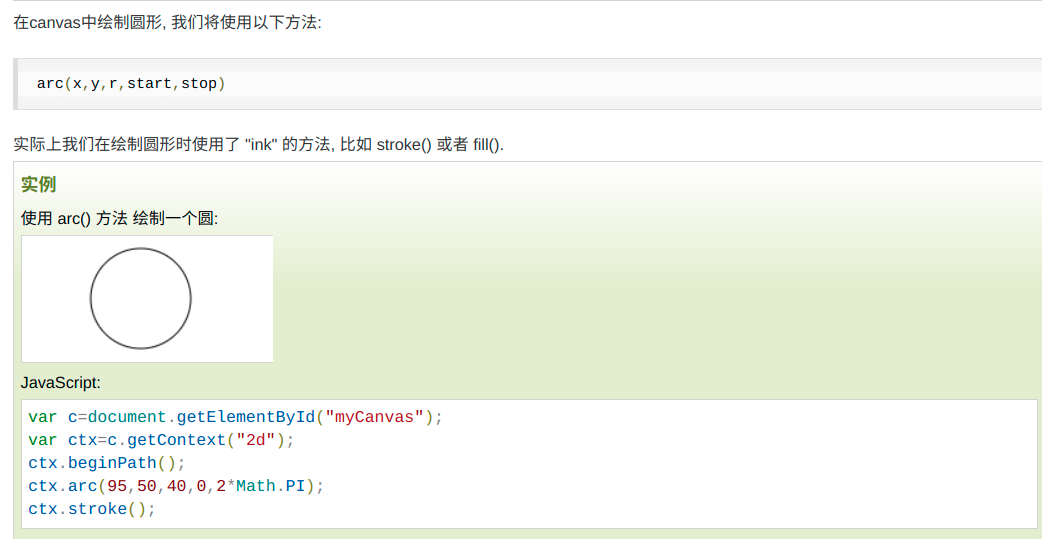 在canvas中绘制圆形, 我们将使用以下方法:
arc(x,y,r,start,stop)
实际上我们在绘制圆形时使用了 "ink" 的方法, 比如 stroke() 或者 fill().
实例
使用 arc() 方法 绘制一个圆:
JavaScript:
var c=document.getElementById("myCanvas");
var ctx=c.getContext("2d");
ctx.beginPath();
ctx.arc(95,50,40,0,2*Math.PI);
ctx.stroke();